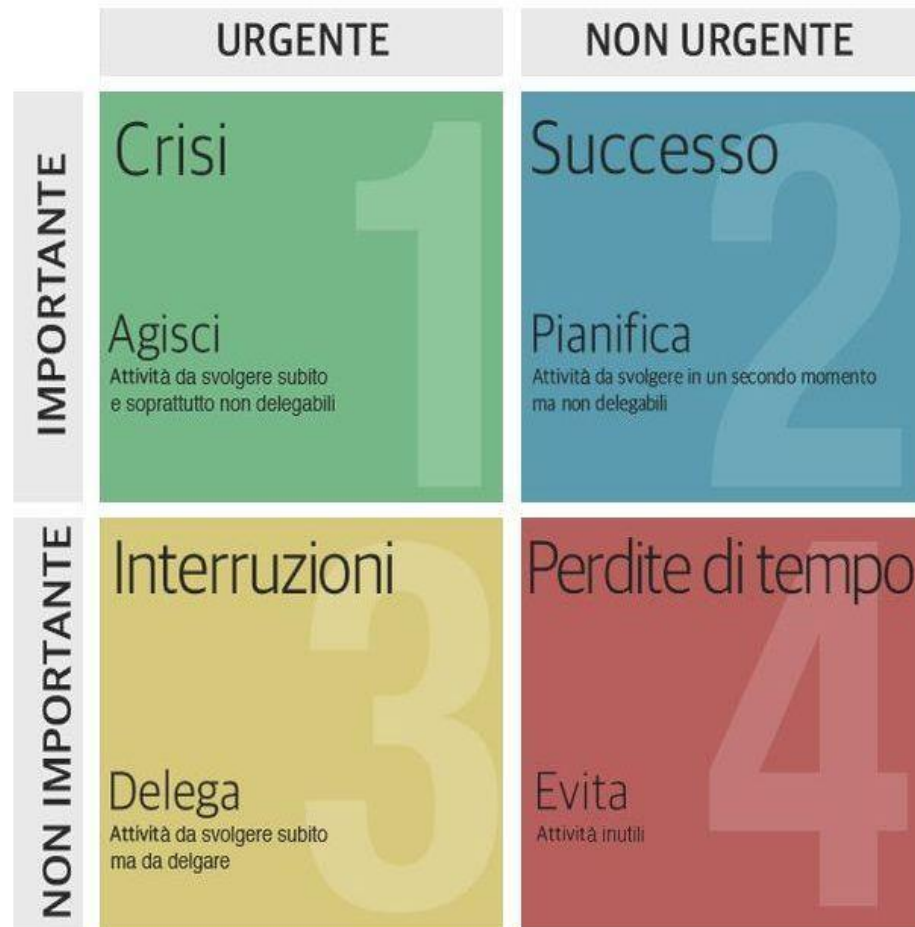 URGENTE
NON URGENTE
IMPORTANTE
Crisi
1
Agisci
Attività da svolgere subito
e soprattutto non delegabili
Successo
2
Pianifica
Attività da svolgere in un secondo momento
ma non delegabili
NON IMPORTANTE
Interruzioni
3
Delega
Attività da svolgere subito
ma da delgare
Perdite di tempo
4
Evita
Attività inutili